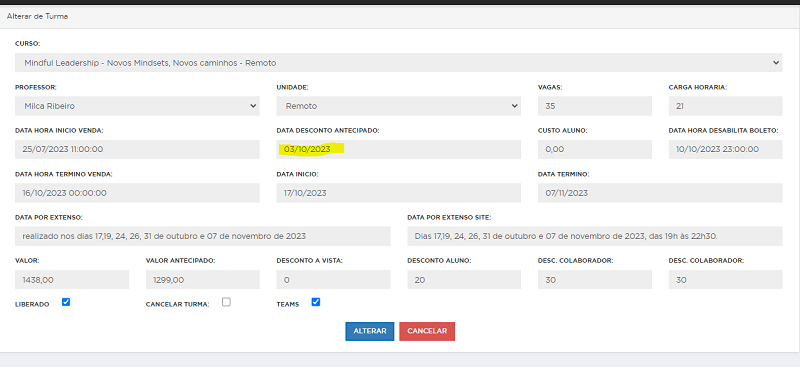 Alterar de Turma
CURSO:
Mindful Leadership - Novos Mindsets, Novos caminhos - Remoto
PROFESSOR: UNIDADE: VAGAS: CARGA HORARIA:
Milca Ribeiro Remoto 35 21
DATA HORA INICIO VENDA: DATA DESCONTO ANTECIPADO: CUSTO ALUNO: DATA HORA DESABILITA BOLETO:
25/07/2023 11:00:00 03/10/2023 0,00 10/10/2023 23:00:00
DATA HORA TERMINO VENDA: DATA INICIO: DATA TERMINO:
16/10/2023 00:00:00 17/10/2023 07/11/2023
DATA POR EXTENSO: DATA POR EXTENSO SITE:
realizado nos dias 17,19, 24, 26, 31 de outubro e 07 de novembro de 2023 Dias 17,19, 24, 26, 31 de outubro e 07 de novembro de 2023, das 19h às 22h30.
VALOR: VALOR ANTECIPADO: DESCONTO A VISTA: DESCONTO ALUNO: DESC. COLABORADOR: DESC. COLABORADOR:
1438,00 1299,00 0 20 30 30
LIBERADO CANCELAR TURMA: TEAMS
ALTERAR CANCELAR